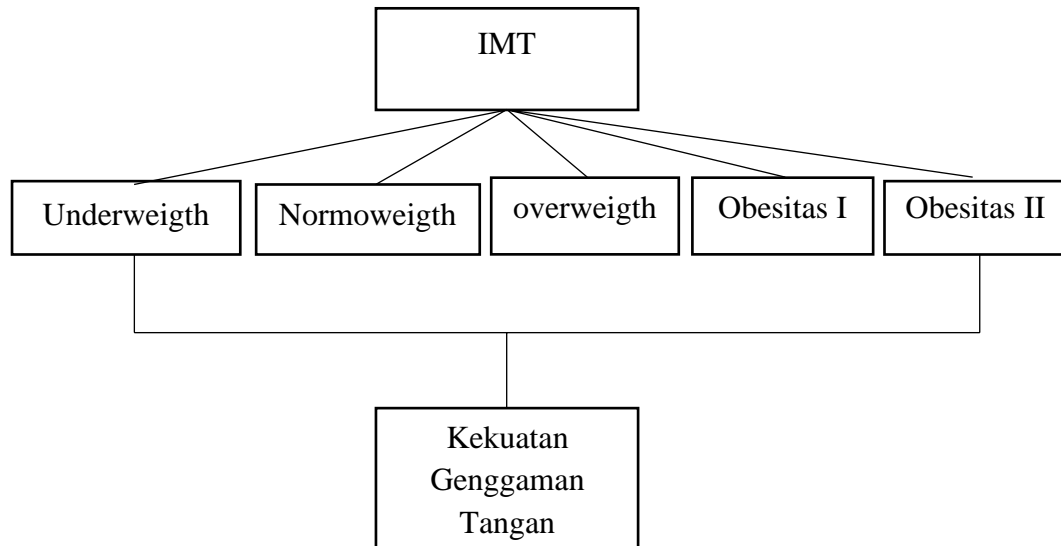 IMT
Underweigth
Normoweigth
overweigth
Obesitas I
Obesitas II
Kekuatan
Genggaman
Tangan